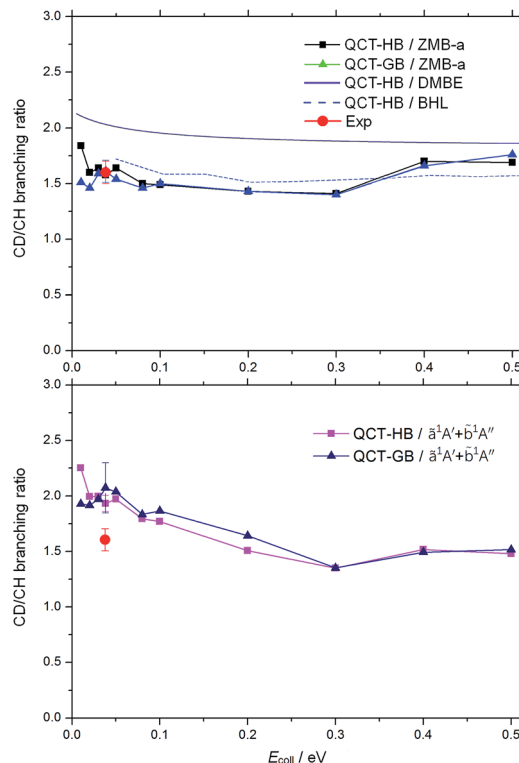 3.0
QCT-HB / ZMB-a
QCT-GB / ZMB-a
QCT-HB / DMBE
QCT-HB / BHL
Exp
2.5
2.0
1.5
1.0
0.5
0.0
CD/CH branching ratio
0.0 0.1 0.2 0.3 0.4 0.5
3.0
QCT-HB / ã¹A′+b̃¹A″
QCT-GB / ã¹A′+b̃¹A″
2.5
2.0
1.5
1.0
0.5
0.0
CD/CH branching ratio
0.0 0.1 0.2 0.3 0.4 0.5
E_coll / eV